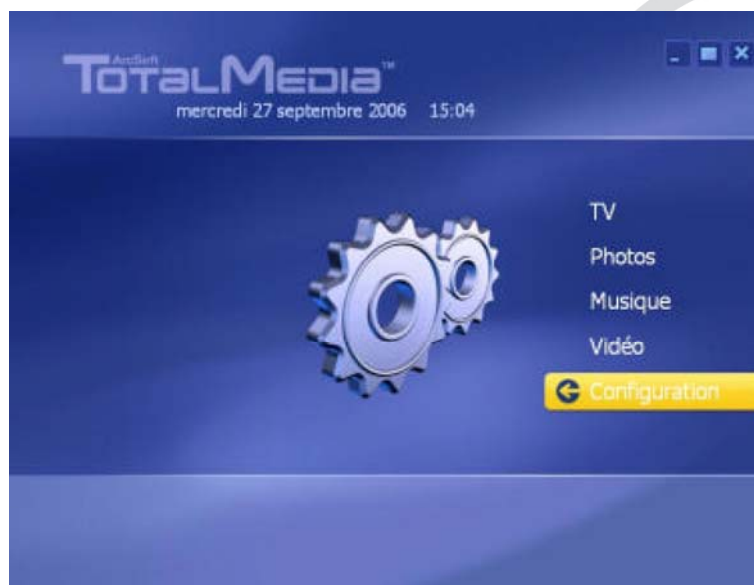 ArcSoft
TOTALMEDIA™
mercredi 27 septembre 2006 15:04
TV
Photos
Musique
Vidéo
Configuration